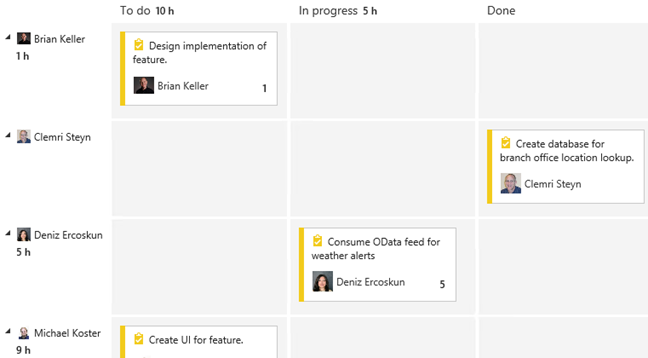 To do 10 h
In progress 5 h
Done
Brian Keller
1 h
Design implementation of
feature.
Brian Keller
1
Clemri Steyn
Create database for
branch office location lookup.
Clemri Steyn
Deniz Ercoskun
5 h
Consume OData feed for
weather alerts
Deniz Ercoskun
5
Michael Koster
9 h
Create UI for feature.